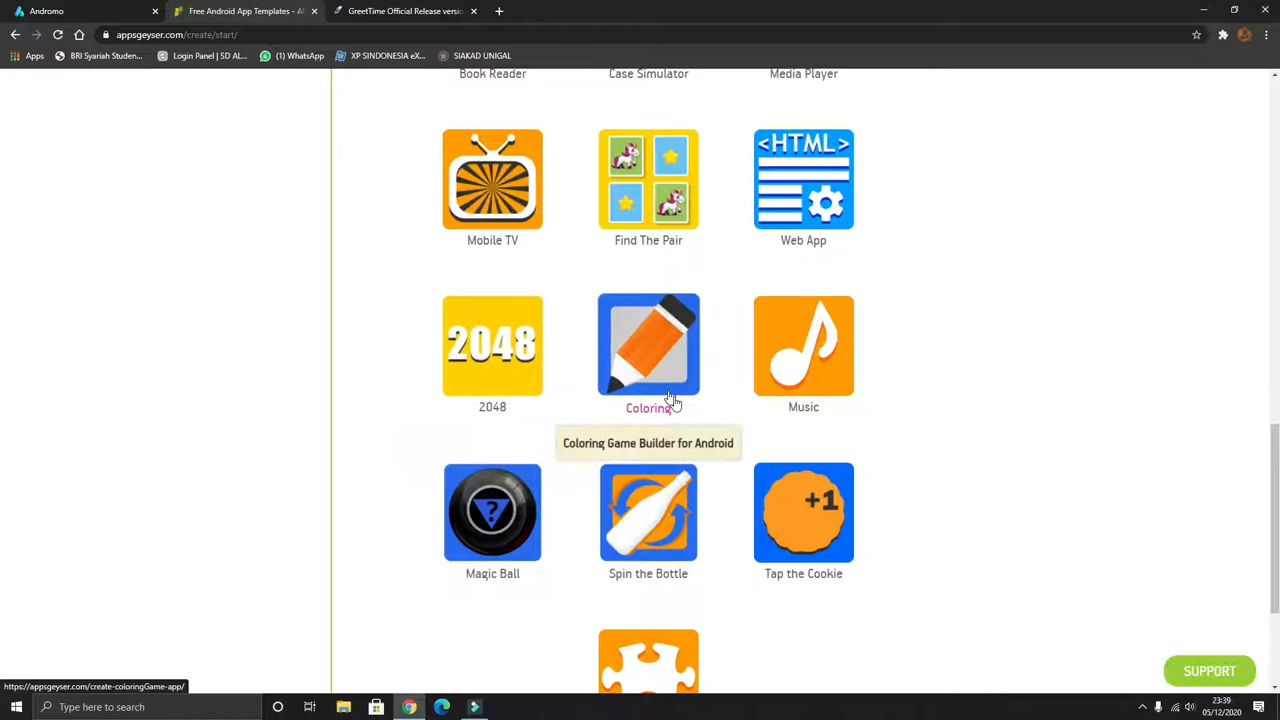 Andromo
Free Android App Templates - A
GreetTime Official Release versi
appsgeyser.com/create/start/
Apps
BRI Syariah Studen...
Login Panel | SD AL...
(1) WhatsApp
XP SINDONESIA EA
SIAKAD UNIGAL
Book Reader
Case Simulator
Media Player
<HTML>
Mobile TV
Find The Pair
Web App
2048
2048
Coloring
Music
Coloring Game Builder for Android
?
+1
Magic Ball
Spin the Bottle
Tap the Cookie
SUPPORT
https://appsgeyser.com/create-coloringGame-app/
Type here to search
23:39
05/12/2020